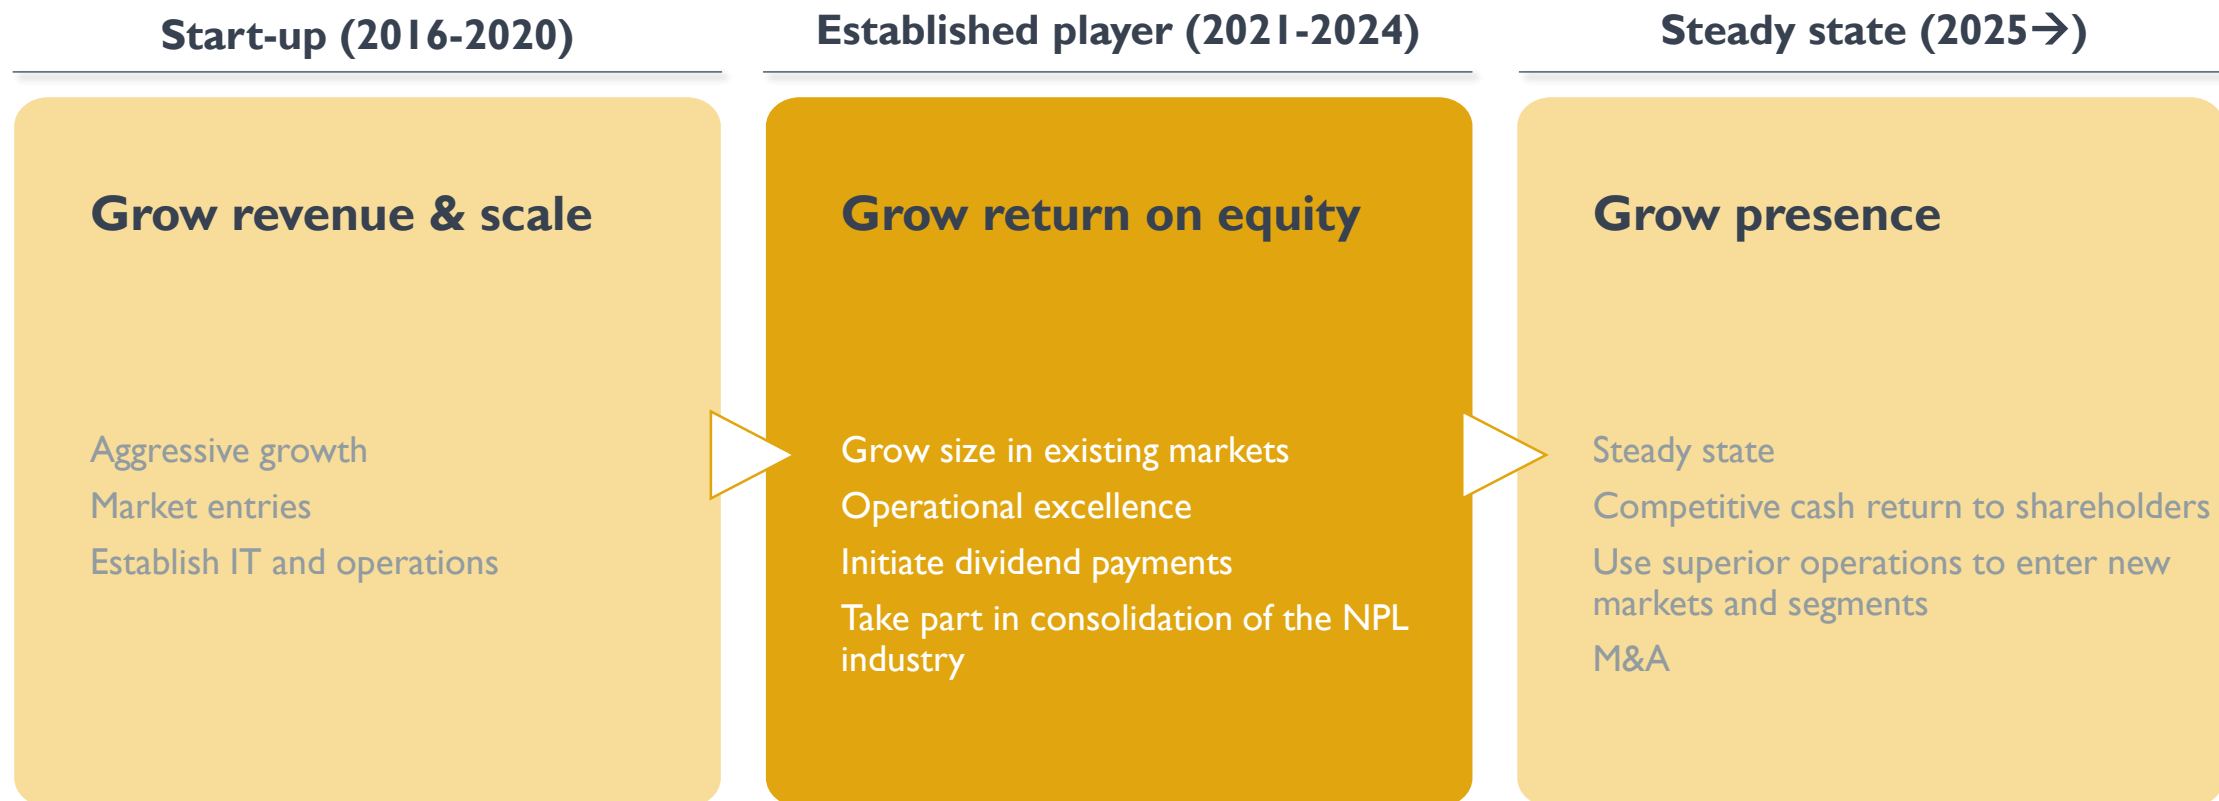 Start-up (2016-2020)
Grow revenue & scale
Aggressive growth
Market entries
Establish IT and operations
Established player (2021-2024)
Grow return on equity
Grow size in existing markets
Operational excellence
Initiate dividend payments
Take part in consolidation of the NPL
industry
Steady state (2025→)
Grow presence
Steady state
Competitive cash return to shareholders
Use superior operations to enter new
markets and segments
M&A